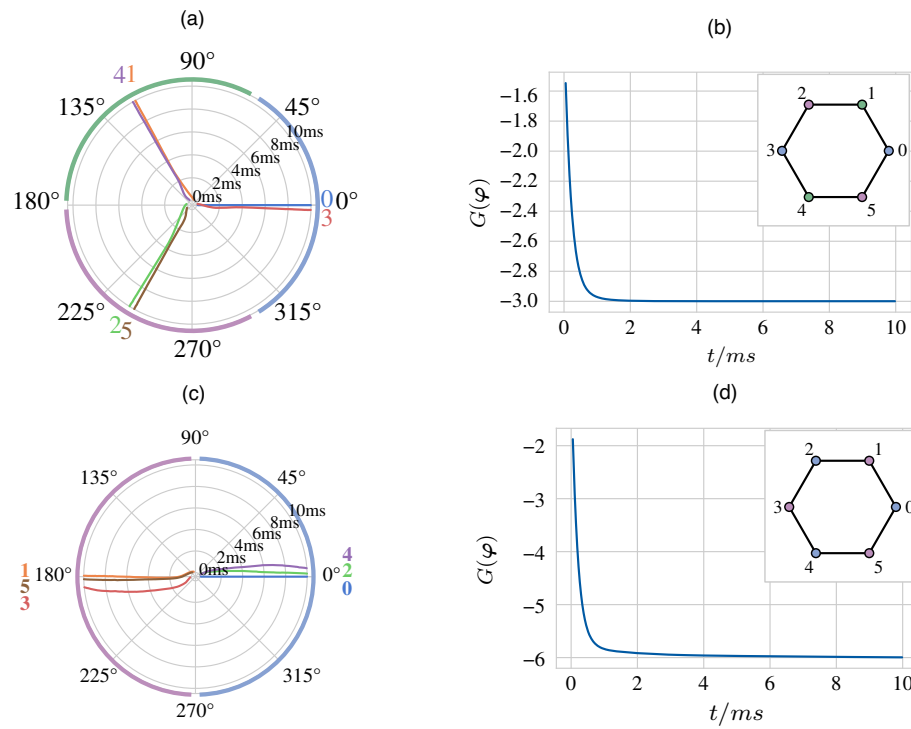 (a)
90°
41
135°
45°
10ms
8ms
6ms
4ms
2ms
0ms
180°
0 0°
3
225°
25
315°
270°
(b)
−1.6
−1.8
−2.0
−2.2
−2.4
−2.6
−2.8
−3.0
G(φ)
0 2 4 6 8 10
t/ms
2 1
3 0
4 5
(c)
90°
135°
45°
10ms
8ms
6ms
4ms
2ms
0ms
1 180°
5
3
4
0° 2
0
225°
315°
270°
(d)
−2
−3
−4
−5
−6
G(φ)
0 2 4 6 8 10
t/ms
2 1
3 0
4 5